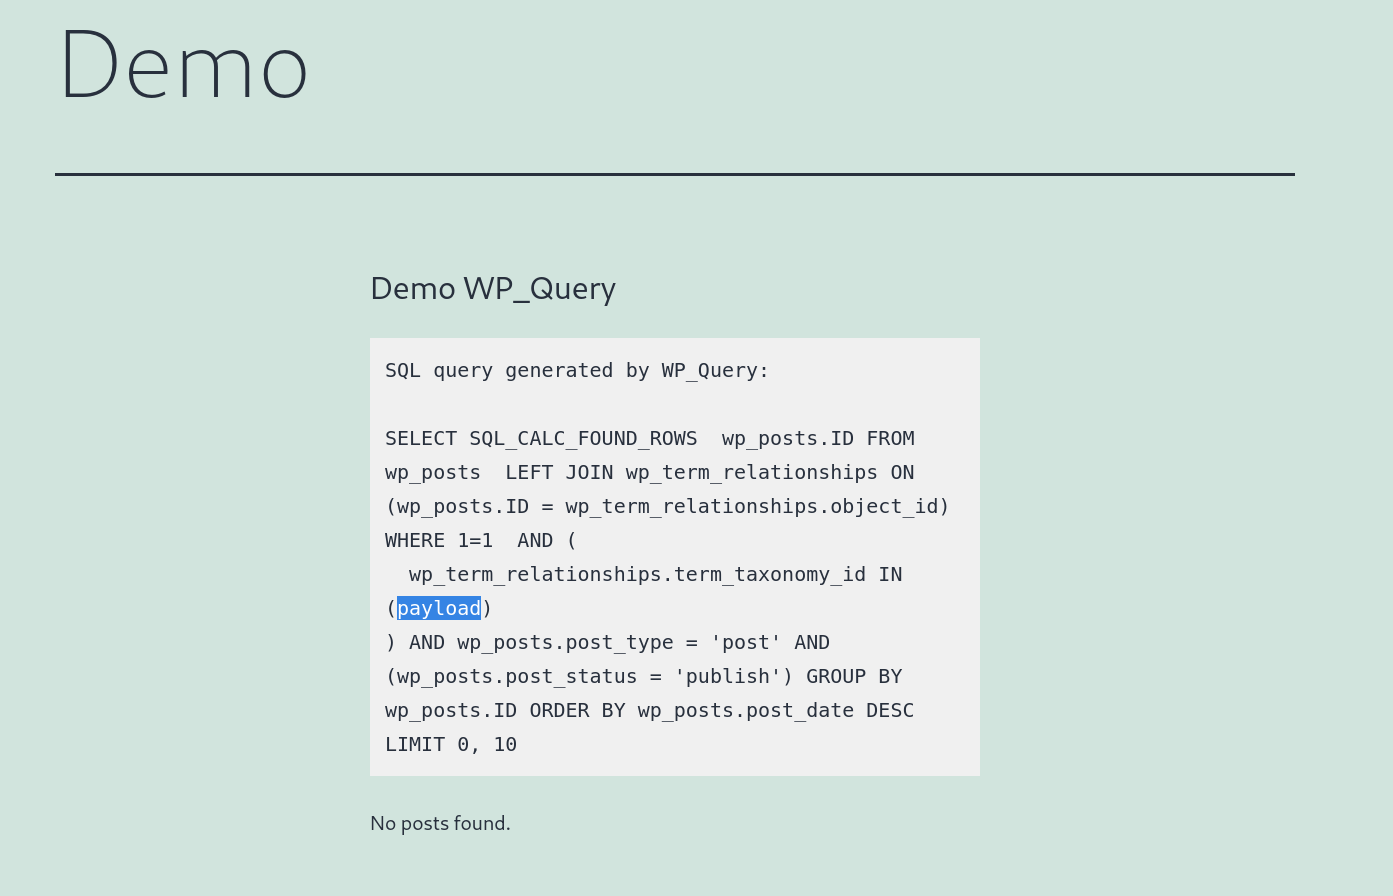 Demo
Demo WP_Query
SQL query generated by WP_Query:
SELECT SQL_CALC_FOUND_ROWS  wp_posts.ID FROM
wp_posts  LEFT JOIN wp_term_relationships ON
(wp_posts.ID = wp_term_relationships.object_id)
WHERE 1=1  AND (
  wp_term_relationships.term_taxonomy_id IN
(payload)
) AND wp_posts.post_type = 'post' AND
(wp_posts.post_status = 'publish') GROUP BY
wp_posts.ID ORDER BY wp_posts.post_date DESC
LIMIT 0, 10
No posts found.